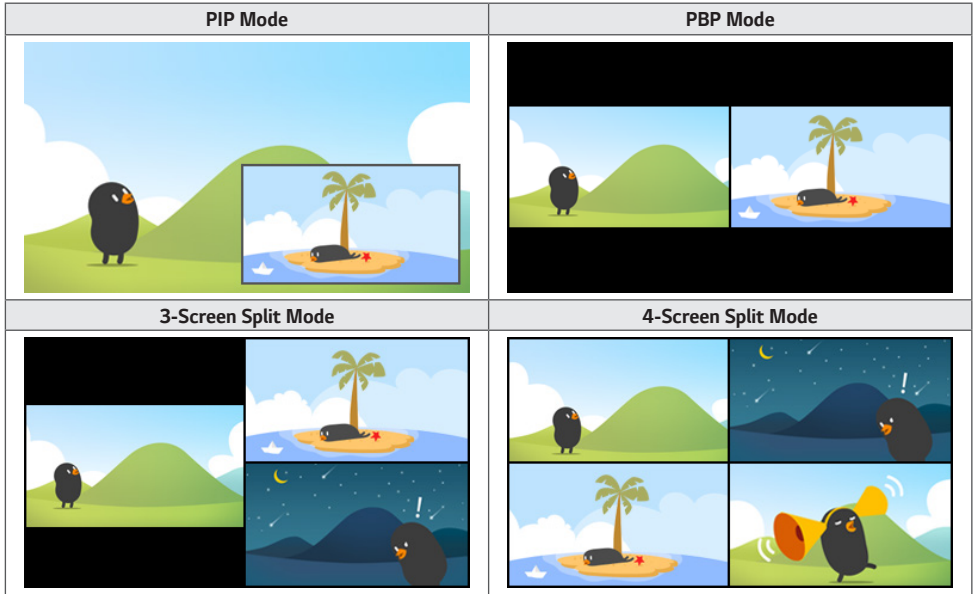 PIP Mode
PBP Mode
3-Screen Split Mode
4-Screen Split Mode